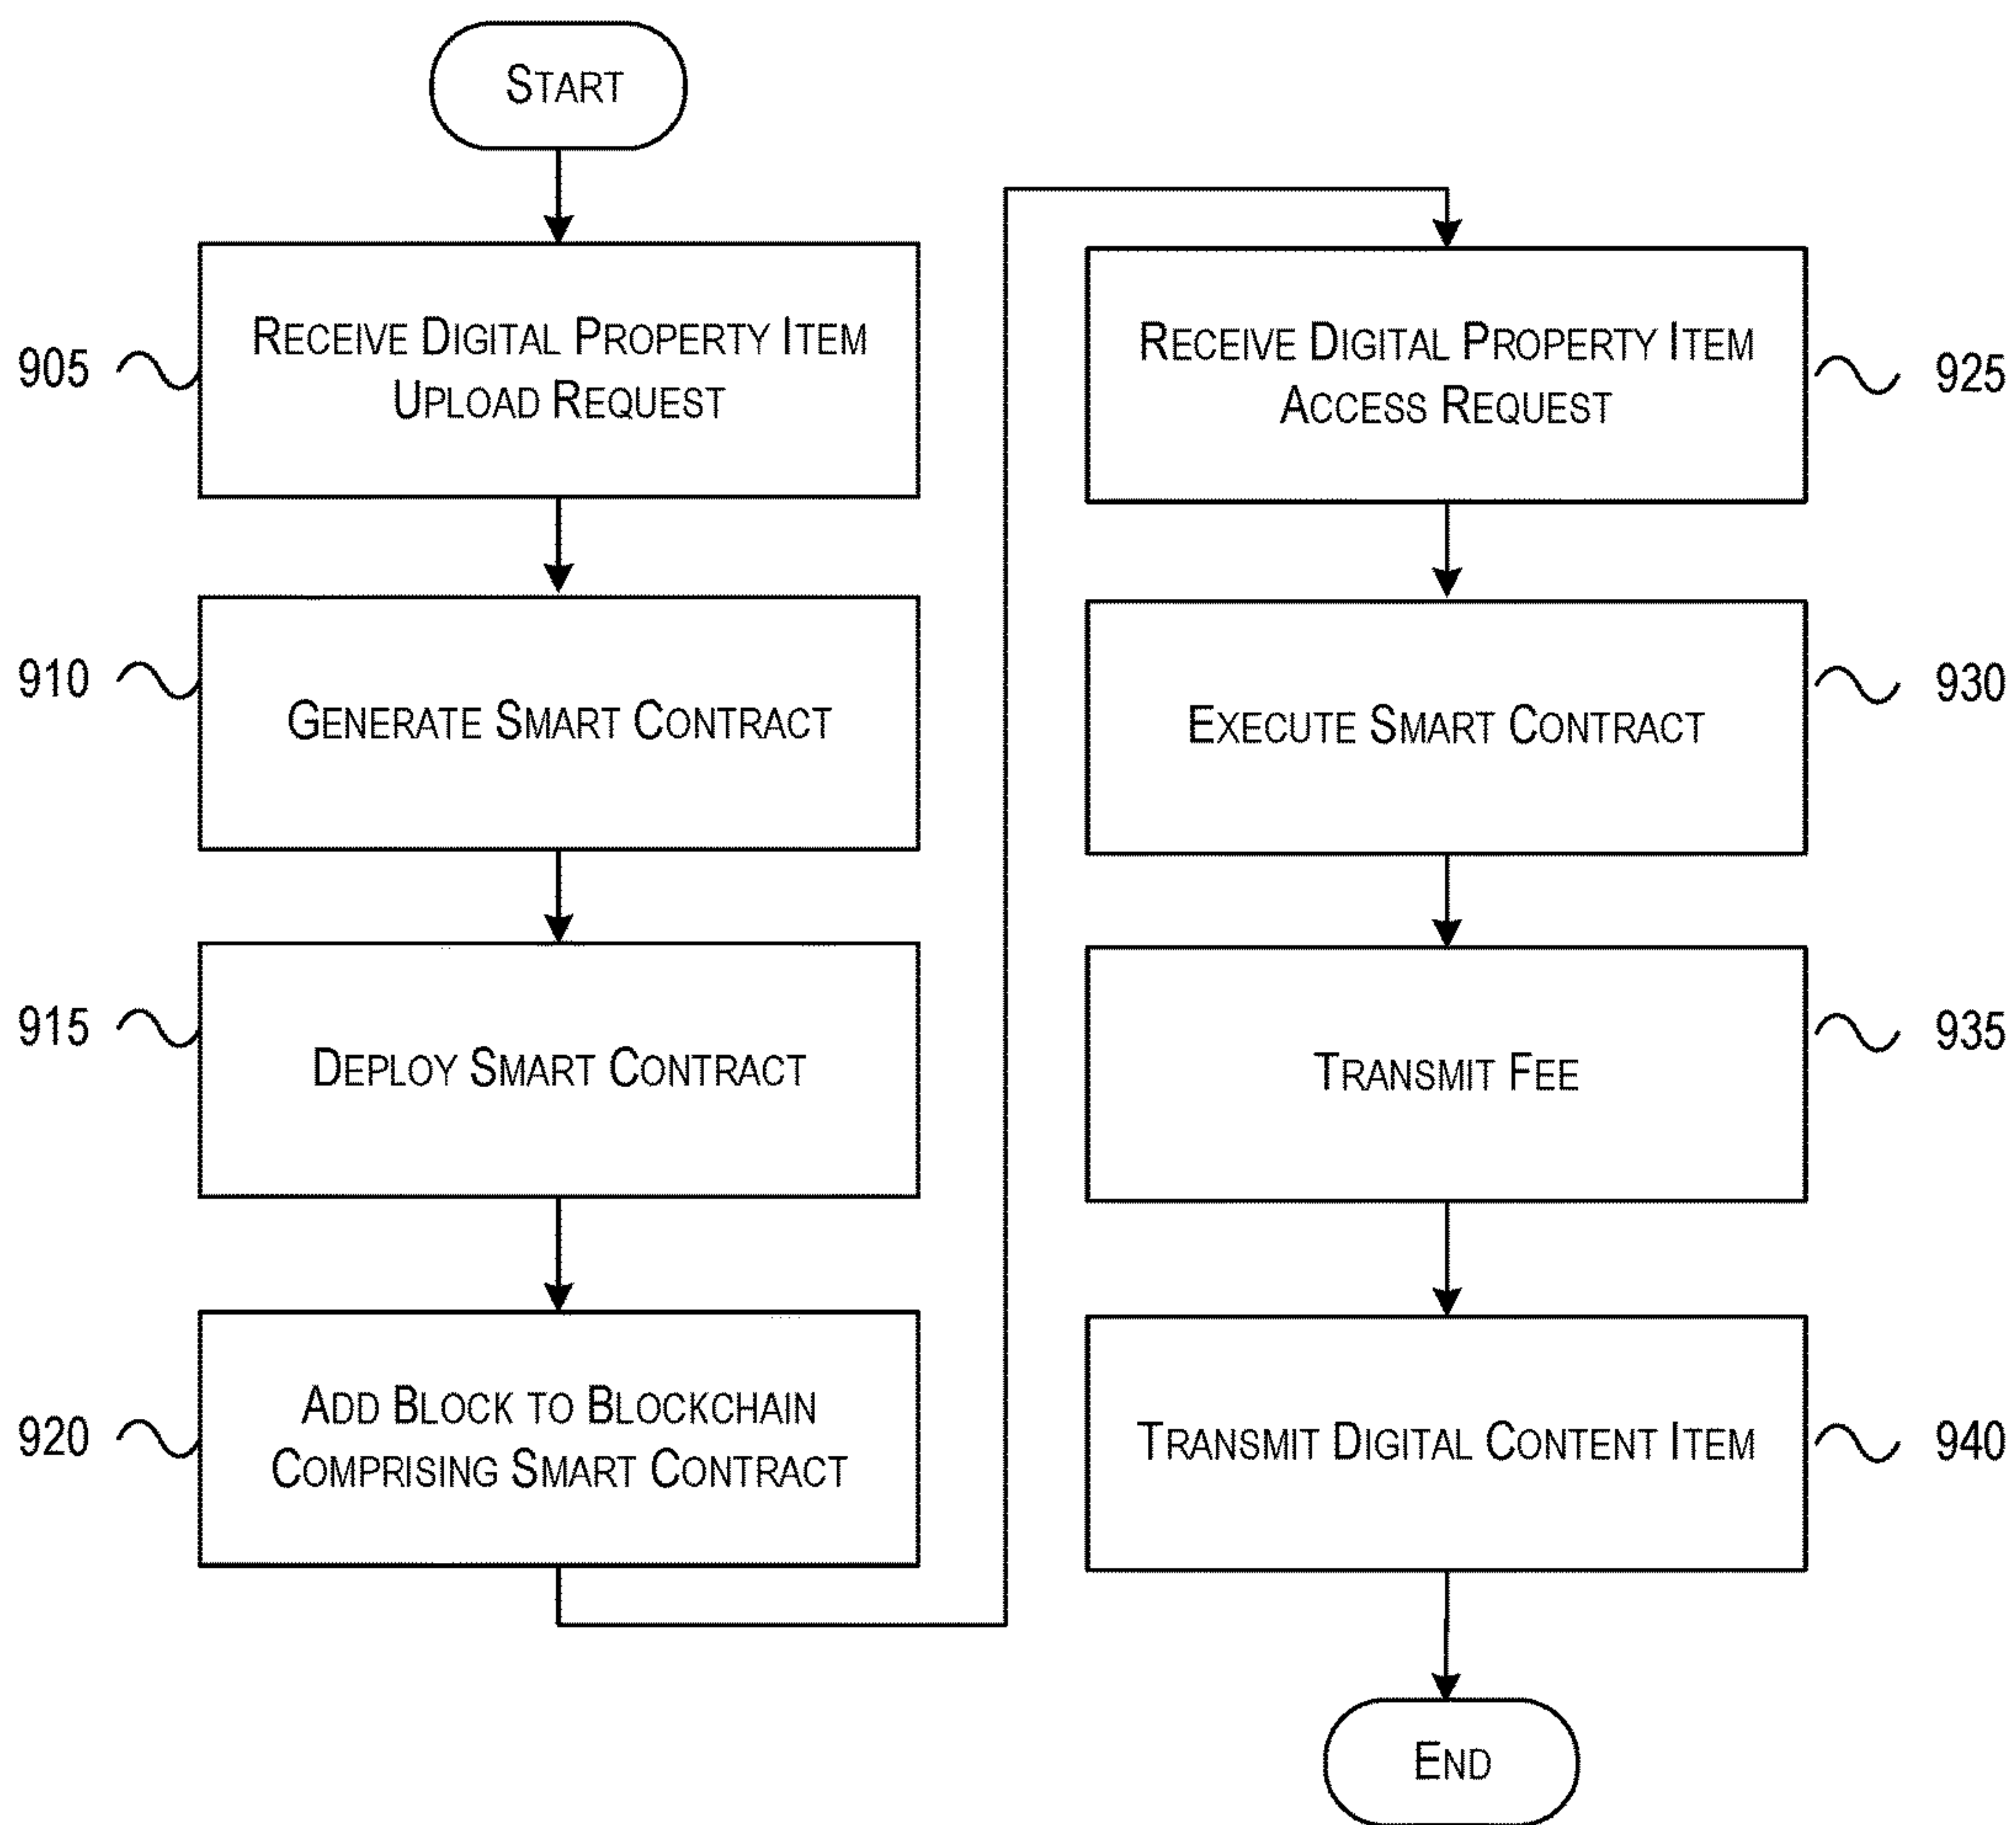 START
905
RECEIVE DIGITAL PROPERTY ITEM
UPLOAD REQUEST
910
GENERATE SMART CONTRACT
915
DEPLOY SMART CONTRACT
920
ADD BLOCK TO BLOCKCHAIN
COMPRISING SMART CONTRACT
RECEIVE DIGITAL PROPERTY ITEM
ACCESS REQUEST
925
EXECUTE SMART CONTRACT
930
TRANSMIT FEE
935
TRANSMIT DIGITAL CONTENT ITEM
940
END